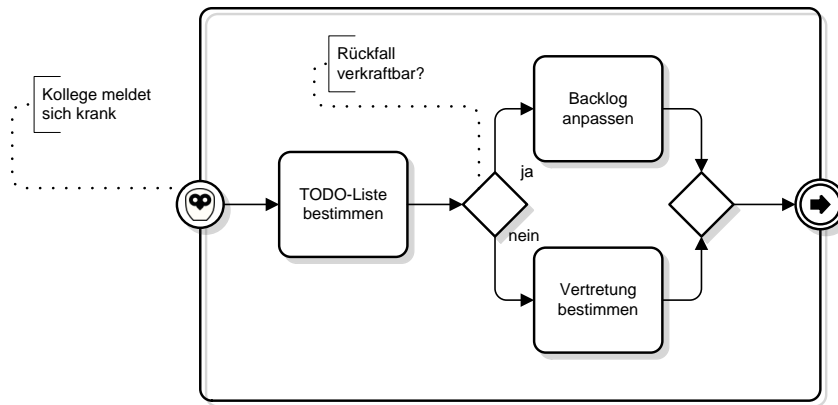 Rückfall
verkraftbar?
Kollege meldet
sich krank
Backlog
anpassen
TODO-Liste
bestimmen
ja
nein
Vertretung
bestimmen